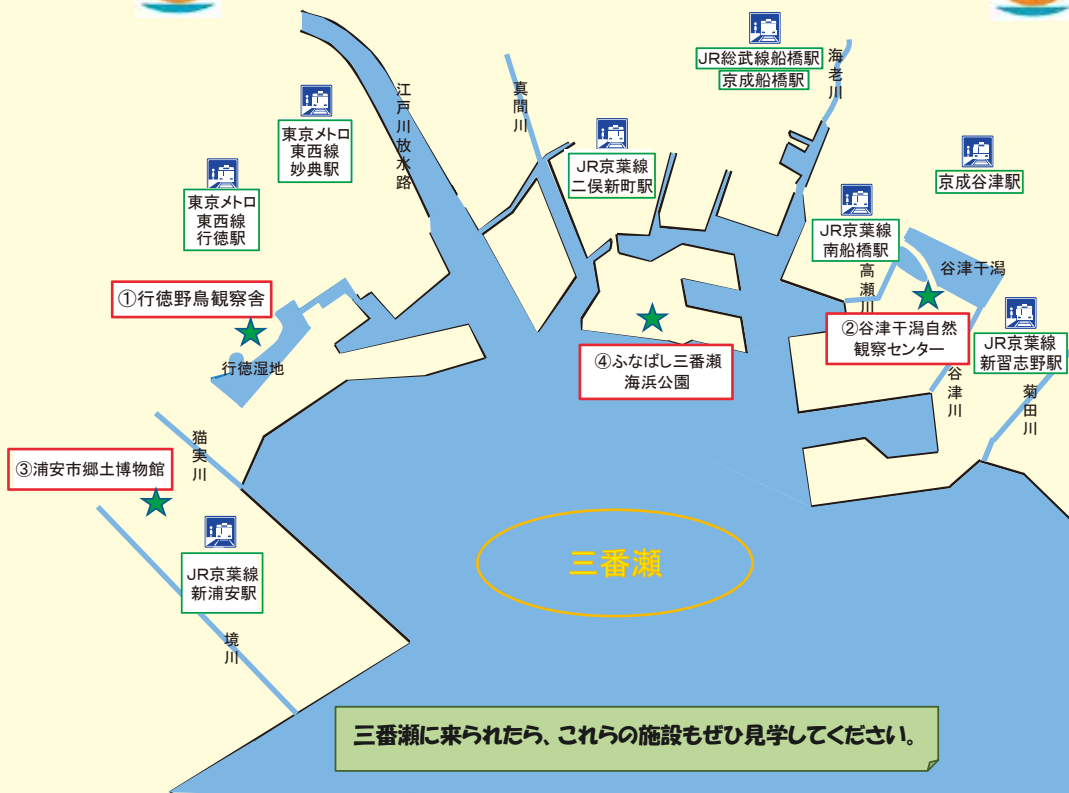 JR総武線船橋駅
京成船橋駅
海老川
真間川
江戸川放水路
東京メトロ
東西線
妙典駅
JR京葉線
二俣新町駅
京成谷津駅
東京メトロ
東西線
行徳駅
JR京葉線
南船橋駅
高瀬川
谷津干潟
①行徳野鳥観察舎
行徳湿地
②谷津干潟自然
観察センター
JR京葉線
新習志野駅
④ふなばし三番瀬
海浜公園
谷津川
菊田川
猫実川
③浦安市郷土博物館
JR京葉線
新浦安駅
三番瀬
境川
三番瀬に来られたら、これらの施設もぜひ見学してください。